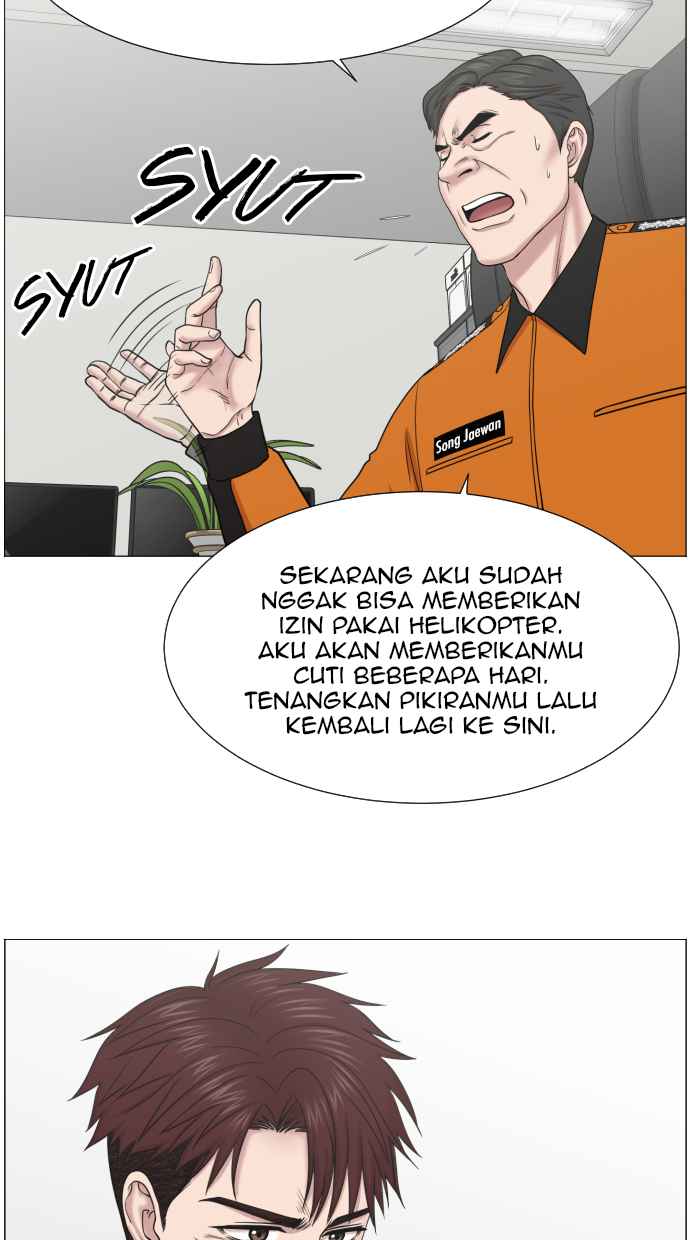 SYUT
SYUT
Song Jaewan
SEKARANG AKU SUDAH
NGGAK BISA MEMBERIKAN
IZIN PAKAI HELIKOPTER.
AKU AKAN MEMBERIKANMU
CUTI BEBERAPA HARI.
TENANGKAN PIKIRANMU LALU
KEMBALI LAGI KE SINI.